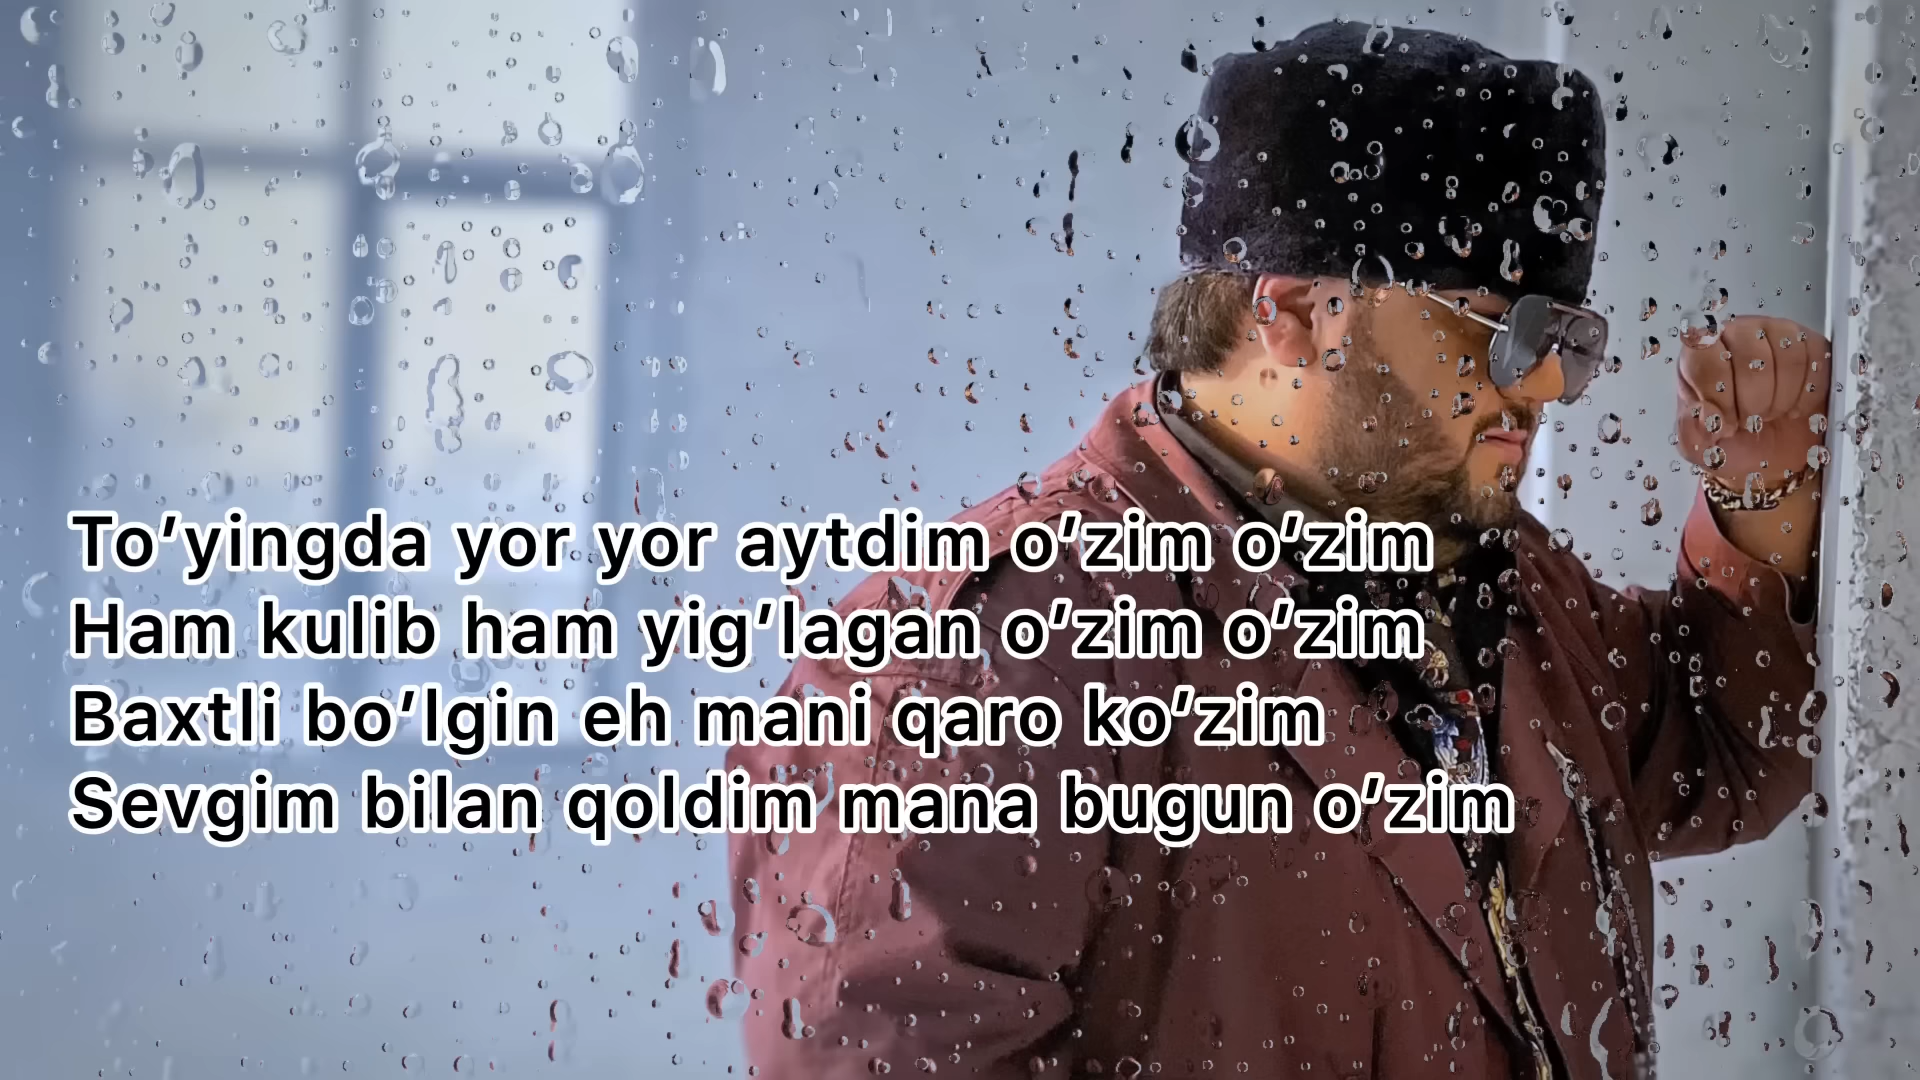 To’yingda yor yor aytdim o’zim o’zim
Ham kulib ham yig’lagan o’zim o’zim
Baxtli bo’lgin eh mani qaro ko’zim
Sevgim bilan qoldim mana bugun o’zim